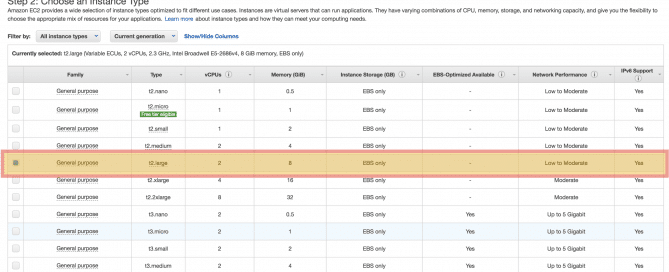 Step 2: Choose an Instance Type
Amazon EC2 provides a wide selection of instance types optimized to fit different use cases. Instances are virtual servers that can run applications. They have varying combinations of CPU, memory, storage, and networking capacity, and give you the flexibility to
choose the appropriate mix of resources for your applications. Learn more about instance types and how they can meet your computing needs.
Filter by: All instance types Current generation Show/Hide Columns
Currently selected: t2.large (Variable ECUs, 2 vCPUs, 2.3 GHz, Intel Broadwell E5-2686v4, 8 GiB memory, EBS only)
Family Type vCPUs Memory (GiB) Instance Storage (GB) EBS-Optimized Available Network Performance IPv6 Support
General purpose t2.nano 1 0.5 EBS only - Low to Moderate Yes
General purpose t2.micro 1 1 EBS only - Low to Moderate Yes
Free tier eligible
General purpose t2.small 1 2 EBS only - Low to Moderate Yes
General purpose t2.medium 2 4 EBS only - Low to Moderate Yes
General purpose t2.large 2 8 EBS only - Low to Moderate Yes
General purpose t2.xlarge 4 16 EBS only - Moderate Yes
General purpose t2.2xlarge 8 32 EBS only - Moderate Yes
General purpose t3.nano 2 0.5 EBS only Yes Up to 5 Gigabit Yes
General purpose t3.micro 2 1 EBS only Yes Up to 5 Gigabit Yes
General purpose t3.small 2 2 EBS only Yes Up to 5 Gigabit Yes
General purpose t3.medium 2 4 EBS only Yes Up to 5 Gigabit Yes